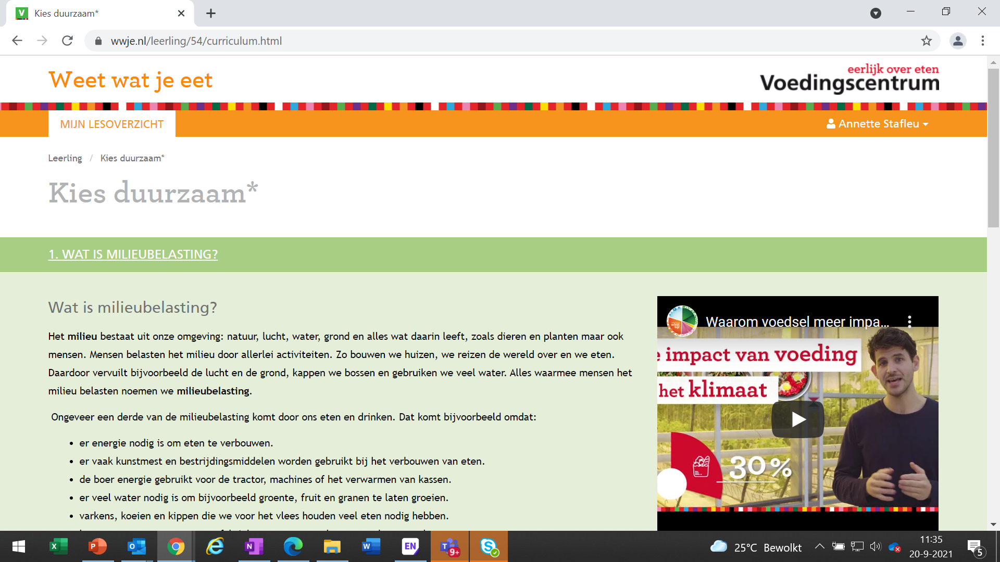 Kies duurzaam*
wwje.nl/leerling/54/curriculum.html
Weet wat je eet
eerlijk over eten
Voedingscentrum
MIJN LESOVERZICHT
Annette Stafleu
Leerling / Kies duurzaam*
Kies duurzaam*
1. WAT IS MILIEUBELASTING?
Wat is milieubelasting?
Het milieu bestaat uit onze omgeving: natuur, lucht, water, grond en alles wat daarin leeft, zoals dieren en planten maar ook
mensen. Mensen belasten het milieu door allerlei activiteiten. Zo bouwen we huizen, we reizen de wereld over en we eten.
Daardoor vervuilt bijvoorbeeld de lucht en de grond, kappen we bossen en gebruiken we veel water. Alles waarmee mensen het
milieu belasten noemen we milieubelasting.
Ongeveer een derde van de milieubelasting komt door ons eten en drinken. Dat komt bijvoorbeeld omdat:
• er energie nodig is om eten te verbouwen.
• er vaak kunstmest en bestrijdingsmiddelen worden gebruikt bij het verbouwen van eten.
• de boer energie gebruikt voor de tractor, machines of het verwarmen van kassen.
• er veel water nodig is om bijvoorbeeld groente, fruit en granen te laten groeien.
• varkens, koeien en kippen die we voor het vlees houden veel eten nodig hebben.
Waarom voedsel meer impa...
impact van voeding
het klimaat
30%
EN
9+
25°C Bewolkt
11:35
20-9-2021
5